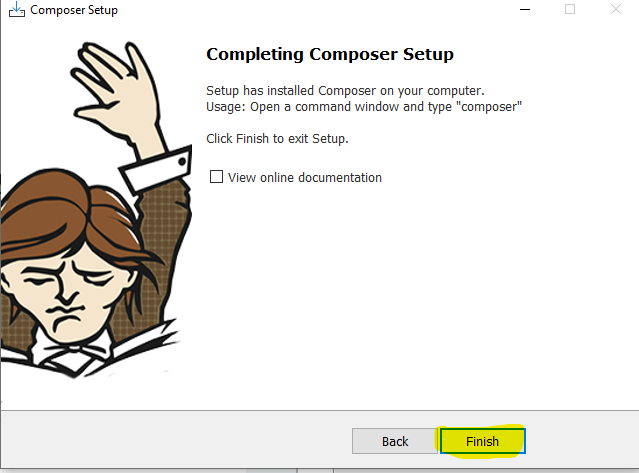 Composer Setup
Completing Composer Setup
Setup has installed Composer on your computer.
Usage: Open a command window and type "composer"
Click Finish to exit Setup.
View online documentation
Back
Finish